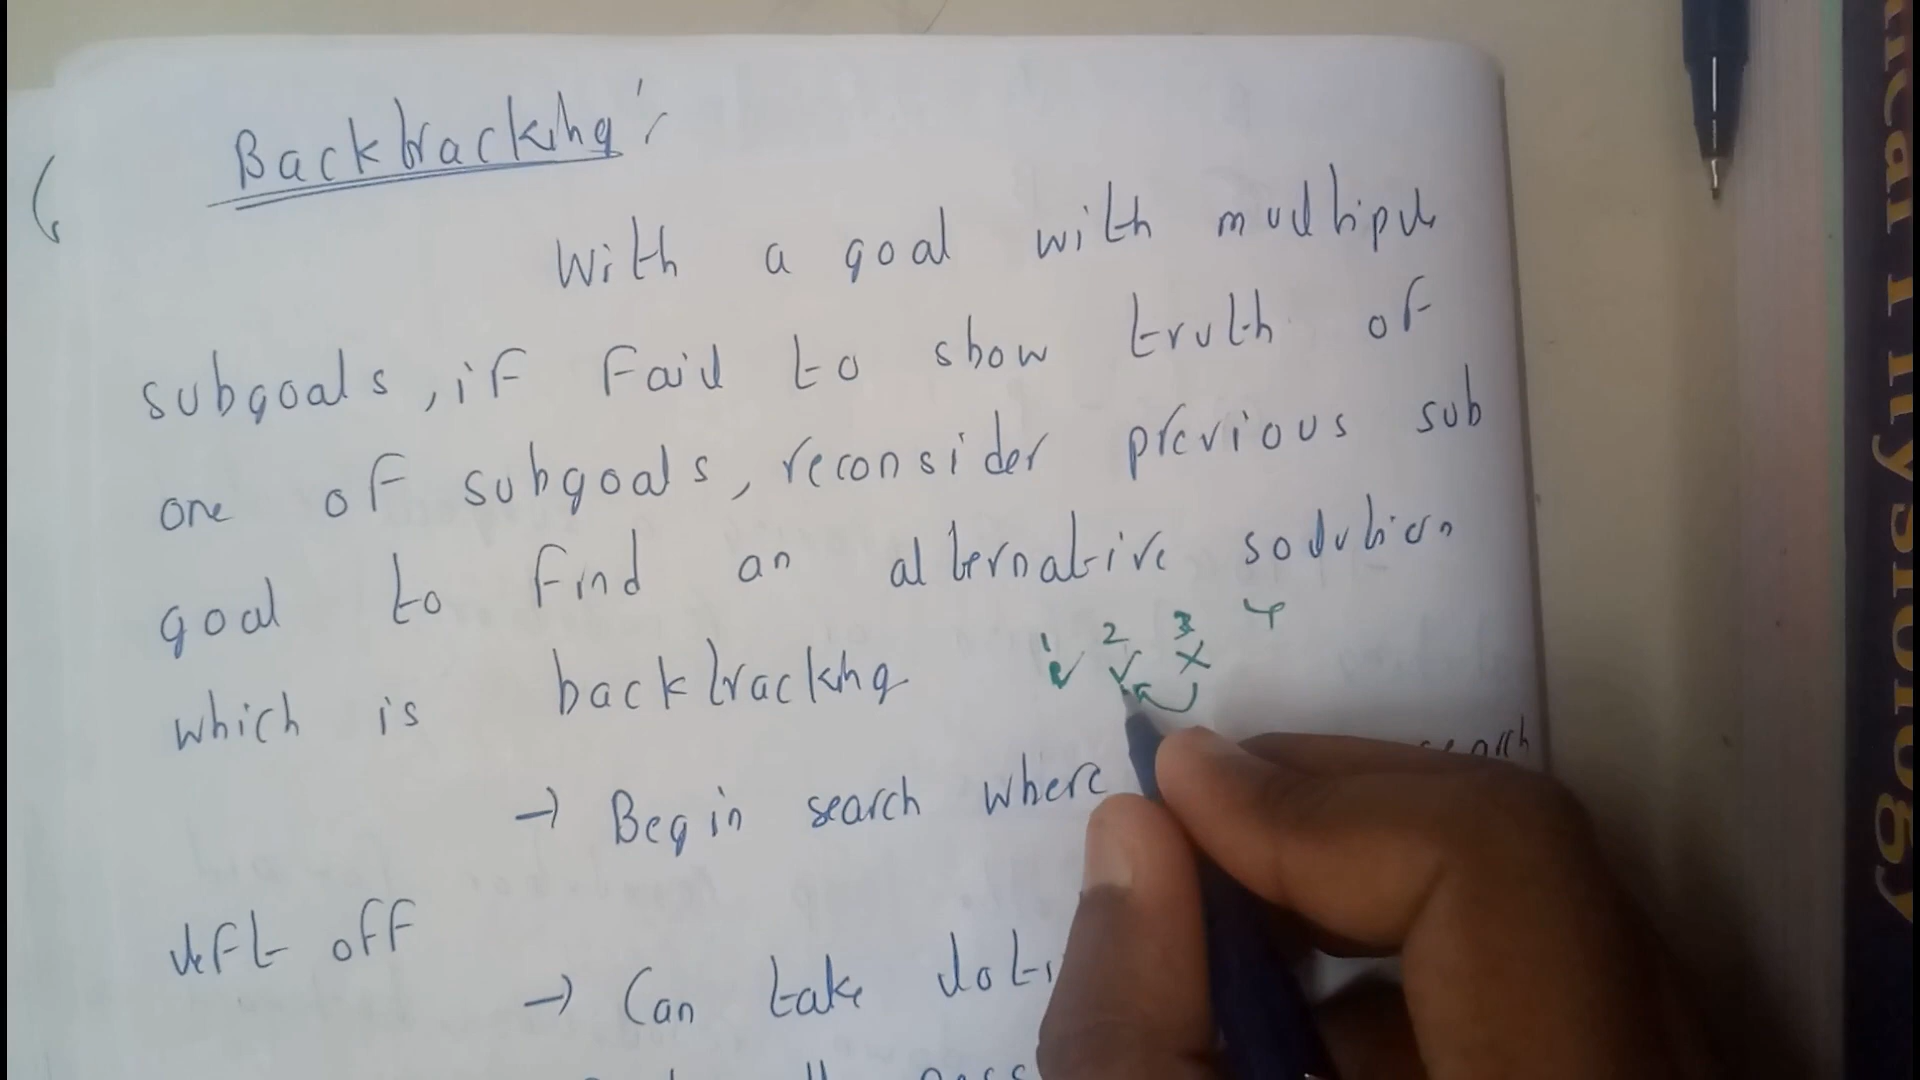 Backtracking :
With a goal with multiple
subgoals, if fail to show truth of
one of subgoals, reconsider previous sub
goal to find an alternative solution
1 2 3 4
which is backtracking
→ Begin search where search
left off
→ Can take